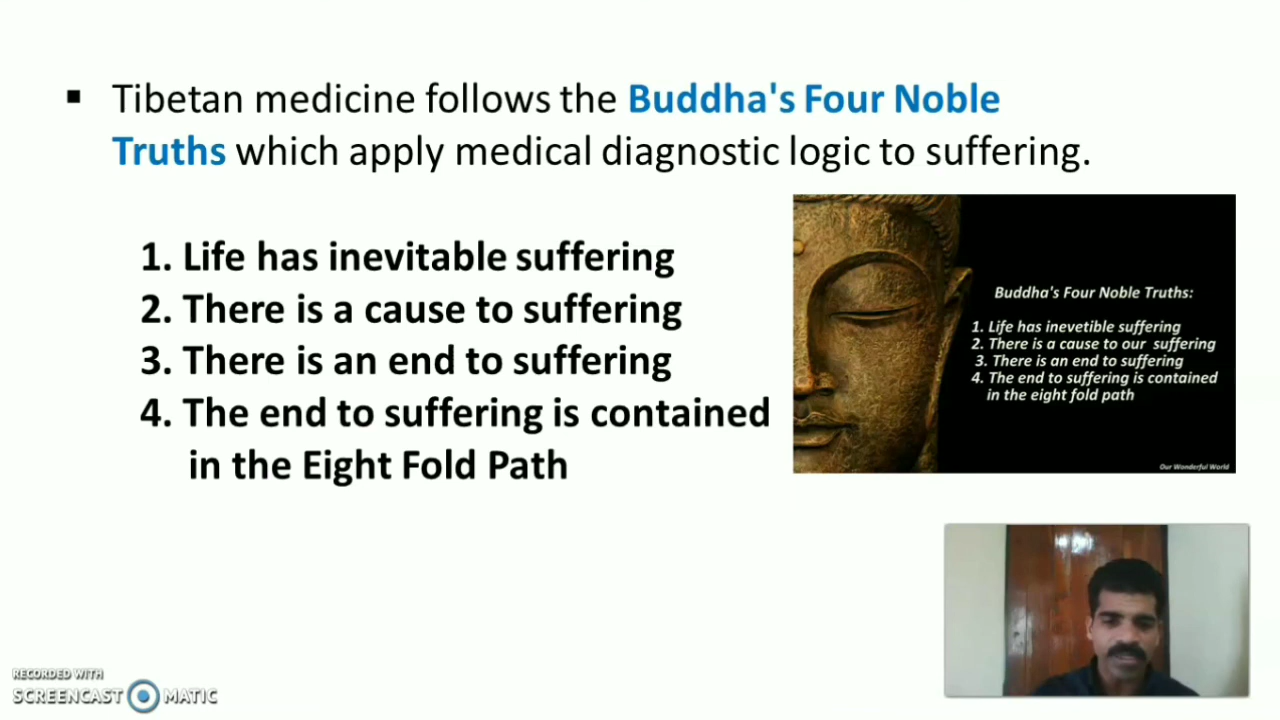 ▪ Tibetan medicine follows the Buddha's Four Noble
Truths which apply medical diagnostic logic to suffering.
1. Life has inevitable suffering
2. There is a cause to suffering
3. There is an end to suffering
4. The end to suffering is contained
in the Eight Fold Path
Buddha's Four Noble Truths:
1. Life has inevetible suffering
2. There is a cause to our suffering
3. There is an end to suffering
4. The end to suffering is contained
in the eight fold path
Our Wonderful World
RECORDED WITH
SCREENCAST MATIC